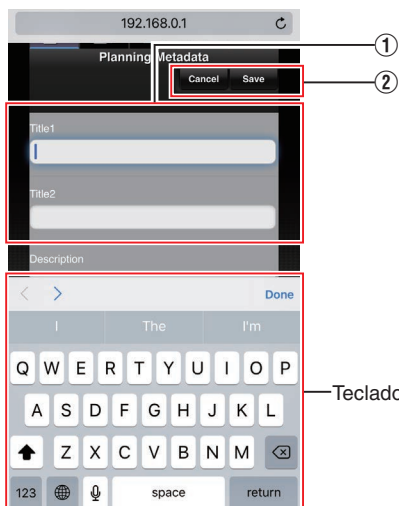 192.168.0.1
Planning Metadata
①
Cancel Save
②
Title1
Title2
Description
Done
I The I'm
Q W E R T Y U I O P
A S D F G H J K L
Teclado
Z X C V B N M
123 space return